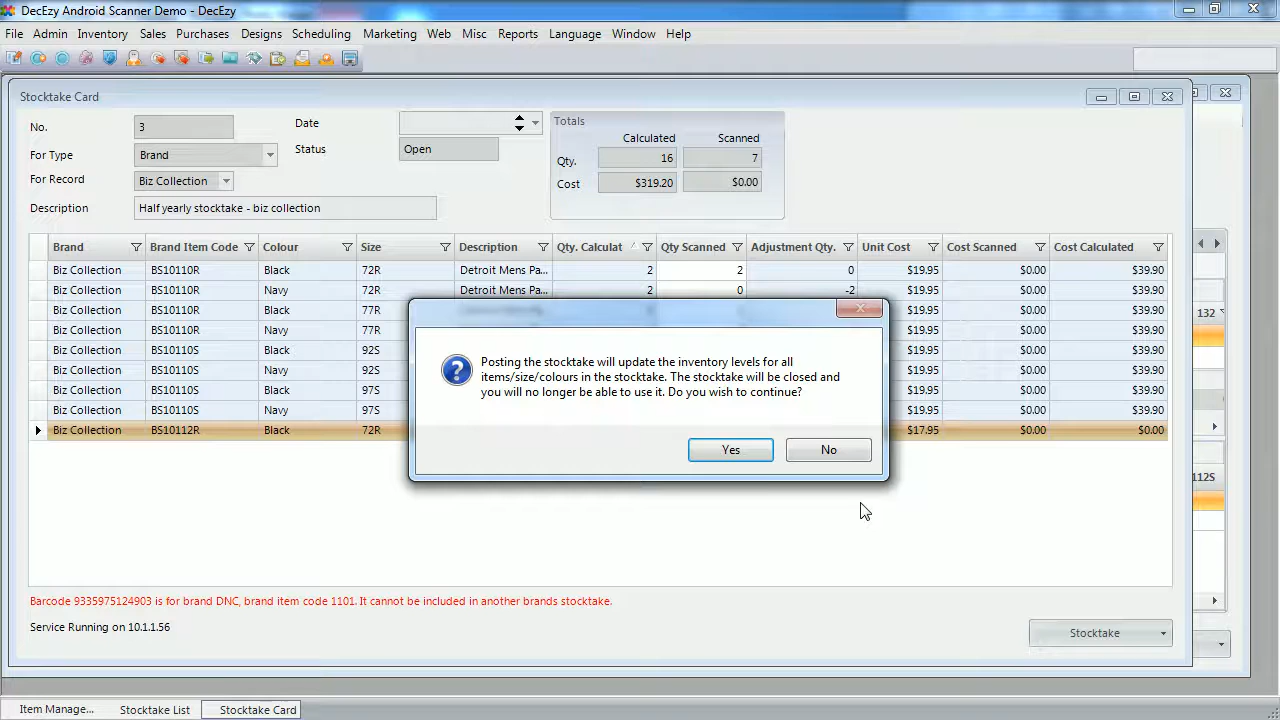 DecEzy Android Scanner Demo - DecEzy
File Admin Inventory Sales Purchases Designs Scheduling Marketing Web Misc Reports Language Window Help
Stocktake Card
No. 3 Date Totals
Calculated Scanned
For Type Brand Status Open Qty. 16 7
For Record Biz Collection Cost $319.20 $0.00
Description Half yearly stocktake - biz collection
Brand Brand Item Code Colour Size Description Qty. Calculat Qty Scanned Adjustment Qty. Unit Cost Cost Scanned Cost Calculated
Biz Collection BS10110R Black 72R Detroit Mens Pa... 2 2 0 $19.95 $0.00 $39.90
Biz Collection BS10110R Navy 72R Detroit Mens Pa... 2 0 -2 $19.95 $0.00 $39.90
Biz Collection BS10110R Black 77R $19.95 $0.00 $39.90
132
Biz Collection BS10110R Navy 77R $19.95 $0.00 $39.90
Biz Collection BS10110S Black 92S $19.95 $0.00 $39.90
Biz Collection BS10110S Navy 92S $19.95 $0.00 $39.90
Biz Collection BS10110S Black 97S $19.95 $0.00 $39.90
Biz Collection BS10110S Navy 97S $19.95 $0.00 $39.90
Biz Collection BS10112R Black 72R $17.95 $0.00 $0.00
Posting the stocktake will update the inventory levels for all
items/size/colours in the stocktake. The stocktake will be closed and
you will no longer be able to use it. Do you wish to continue?
Yes No
112S
Barcode 9335975124903 is for brand DNC, brand item code 1101. It cannot be included in another brands stocktake.
Service Running on 10.1.1.56
Stocktake
Item Manage... Stocktake List Stocktake Card